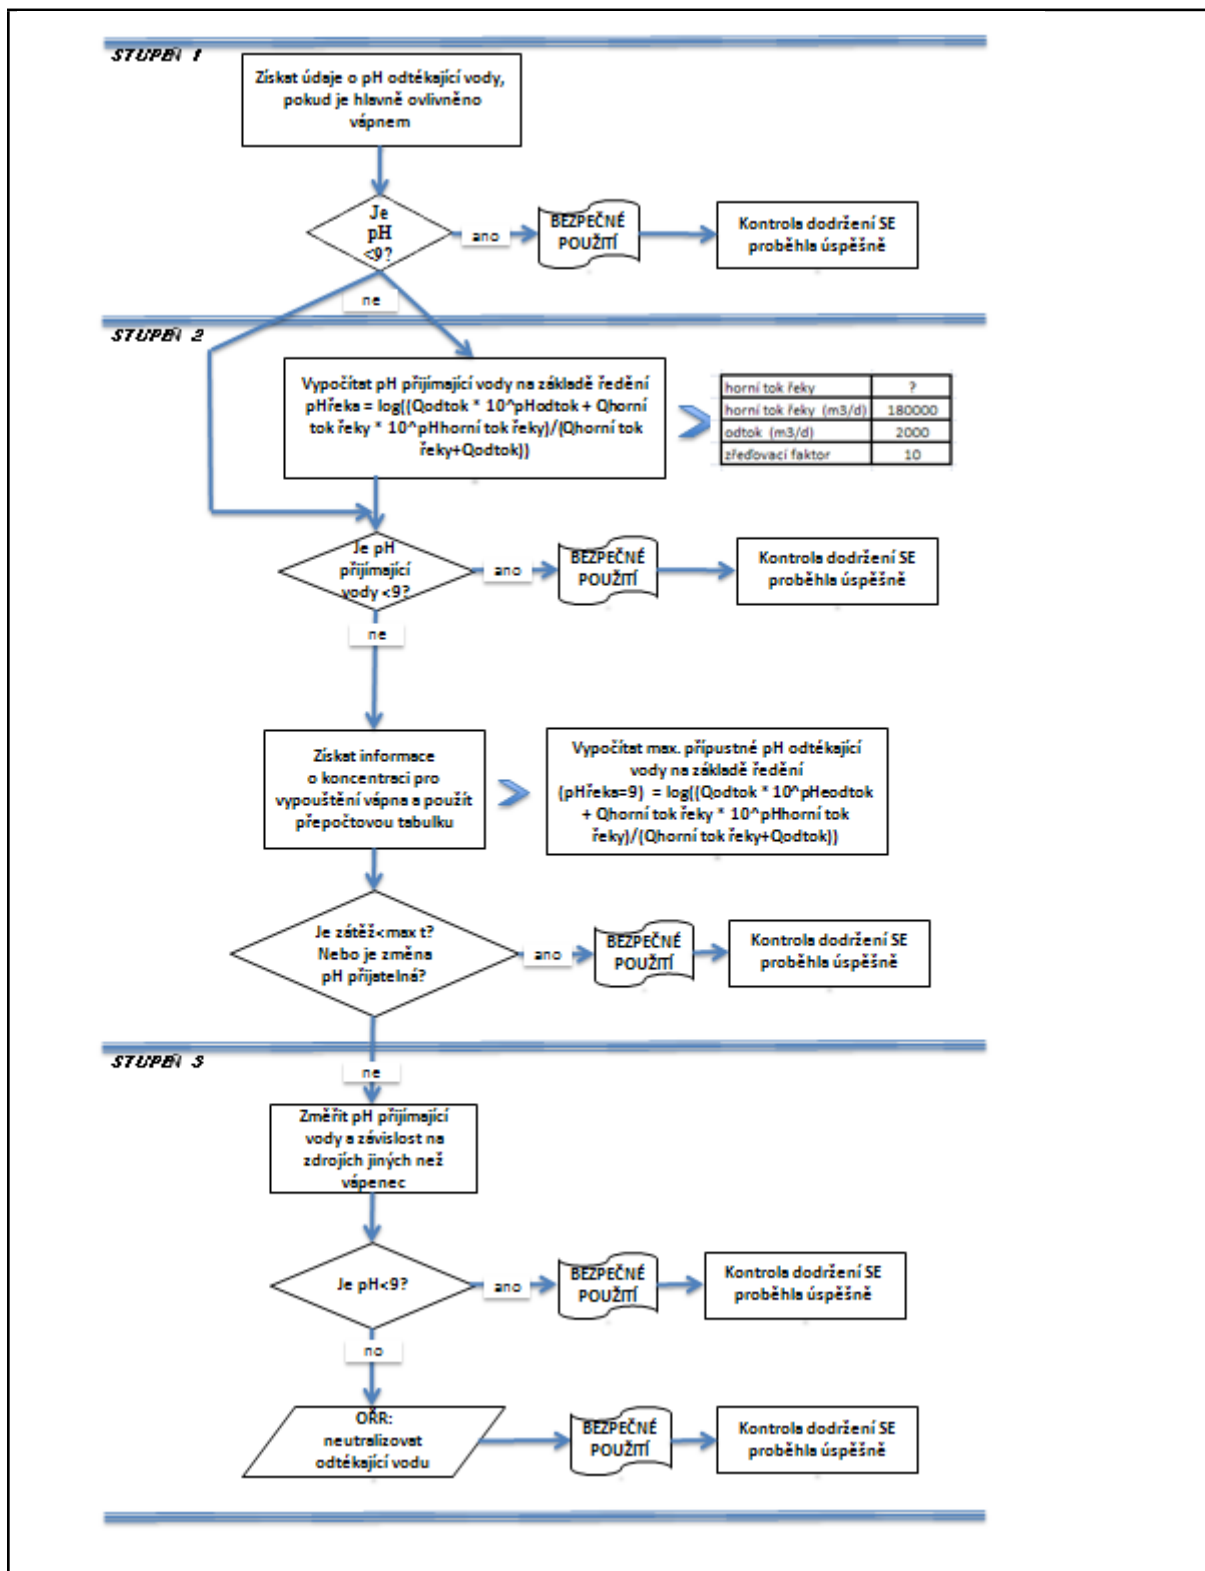 STUPEŇ 1
Získat údaje o pH odtékající vody,
pokud je hlavně ovlivněno
vápnem
Je
pH
<9?
ano
BEZPEČNÉ
POUŽITÍ
Kontrola dodržení SE
proběhla úspěšně
ne
STUPEŇ 2
Vypočítat pH přijímající vody na základě ředění
pHřeka = log((Qodtok * 10^pHodtok + Qhorní
tok řeky * 10^pHhorní tok řeky)/(Qhorní tok
řeky+Qodtok))
horní tok řeky ?
horní tok řeky (m3/d) 180000
odtok (m3/d) 2000
zřeďovací faktor 10
Je pH
přijímající
vody <9?
ano
BEZPEČNÉ
POUŽITÍ
Kontrola dodržení SE
proběhla úspěšně
ne
Získat informace
o koncentraci pro
vypouštění vápna a použít
přepočtovou tabulku
Vypočítat max. přípustné pH odtékající
vody na základě ředění
(pHřeka=9) = log((Qodtok * 10^pHeodtok
+ Qhorní tok řeky * 10^pHhorní tok
řeky)/(Qhorní tok řeky+Qodtok))
Je zátěž<max t?
Nebo je změna
pH přijatelná?
ano
BEZPEČNÉ
POUŽITÍ
Kontrola dodržení SE
proběhla úspěšně
STUPEŇ 3
ne
Změřit pH přijímající
vody a závislost na
zdrojích jiných než
vápenec
Je pH<9?
ano
BEZPEČNÉ
POUŽITÍ
Kontrola dodržení SE
proběhla úspěšně
no
OŘR:
neutralizovat
odtékající vodu
BEZPEČNÉ
POUŽITÍ
Kontrola dodržení SE
proběhla úspěšně